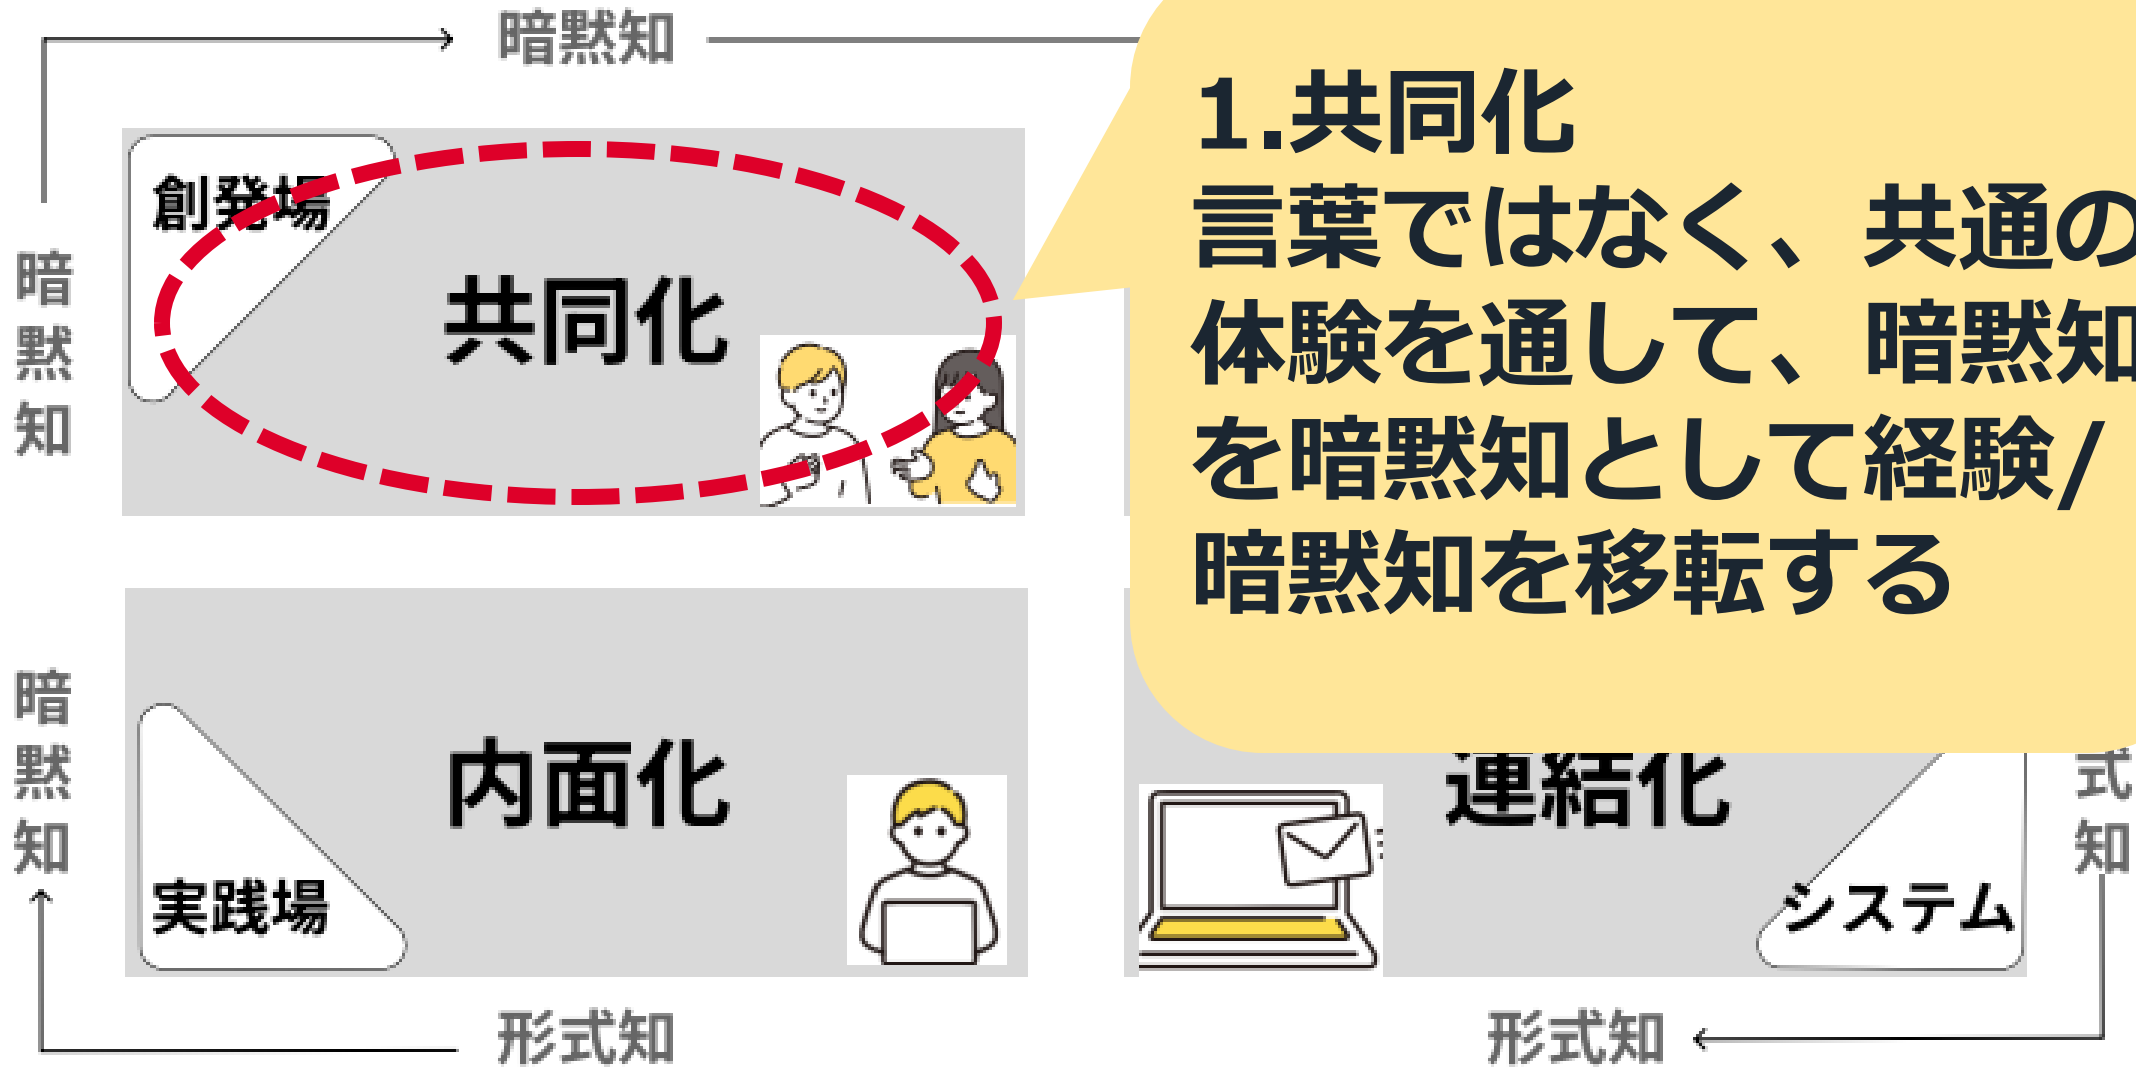 暗黙知
1.共同化
言葉ではなく、共通の
体験を通して、暗黙知
を暗黙知として経験/
暗黙知を移転する
暗黙知
創発場
共同化
暗黙知
内面化
実践場
連結化
システム
式知
形式知
形式知